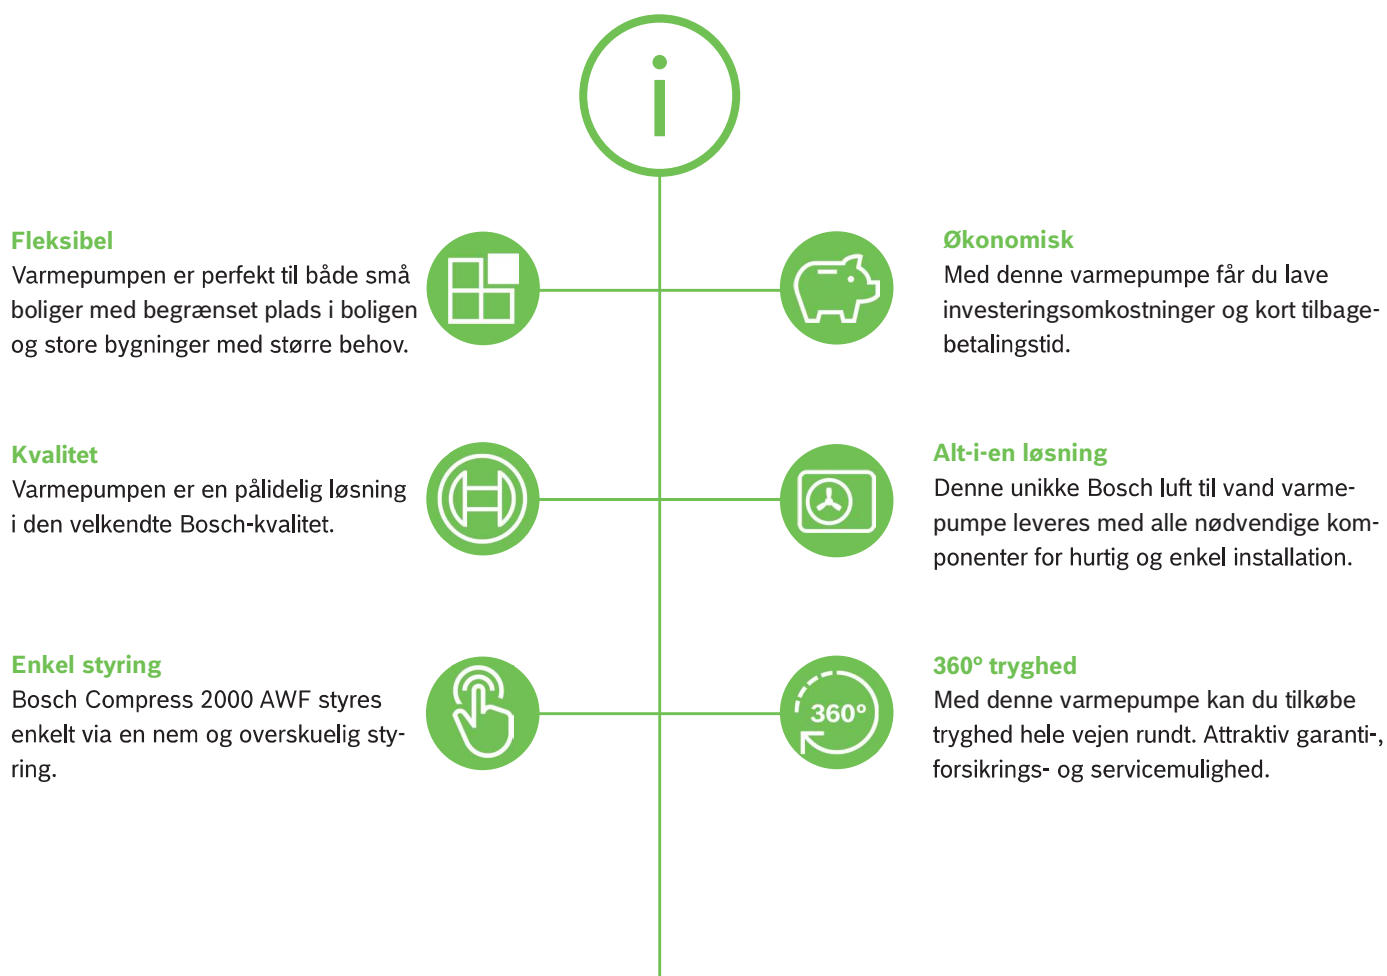 i
Fleksibel
Varmepumpen er perfekt til både små
boliger med begrænset plads i boligen
og store bygninger med større behov.
Økonomisk
Med denne varmepumpe får du lave
investeringsomkostninger og kort tilbage-
betalingstid.
Kvalitet
Varmepumpen er en pålidelig løsning
i den velkendte Bosch-kvalitet.
Alt-i-en løsning
Denne unikke Bosch luft til vand varme-
pumpe leveres med alle nødvendige kom-
ponenter for hurtig og enkel installation.
Enkel styring
Bosch Compress 2000 AWF styres
enkelt via en nem og overskuelig sty-
ring.
360°
360° tryghed
Med denne varmepumpe kan du tilkøbe
tryghed hele vejen rundt. Attraktiv garanti-,
forsikrings- og servicemulighed.